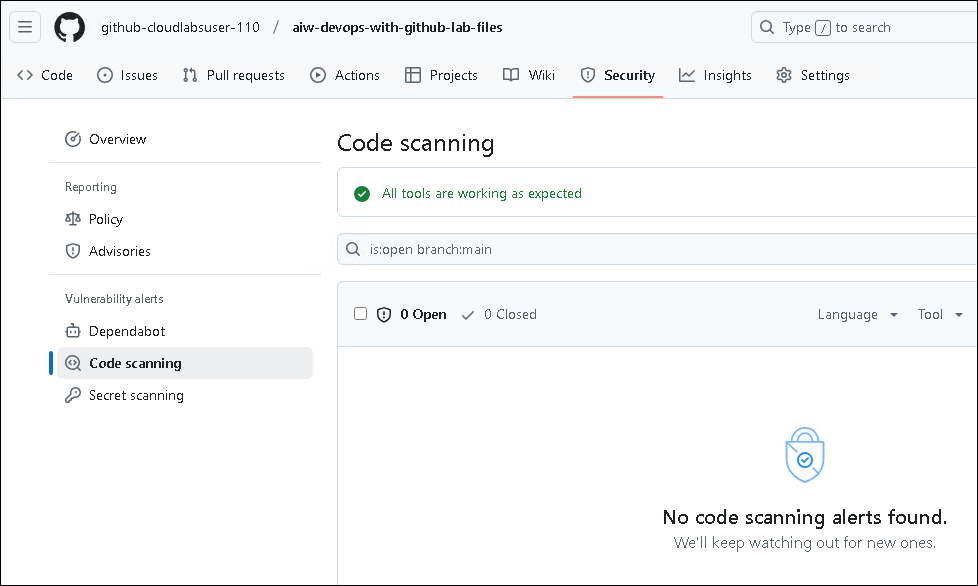 github-cloudlabsuser-110 / aiw-devops-with-github-lab-files Type / to search
Code Issues Pull requests Actions Projects Wiki Security Insights Settings
Overview
Reporting
Policy
Advisories
Vulnerability alerts
Dependabot
Code scanning
Secret scanning
Code scanning
All tools are working as expected
is:open branch:main
0 Open 0 Closed Language Tool
No code scanning alerts found.
We'll keep watching out for new ones.